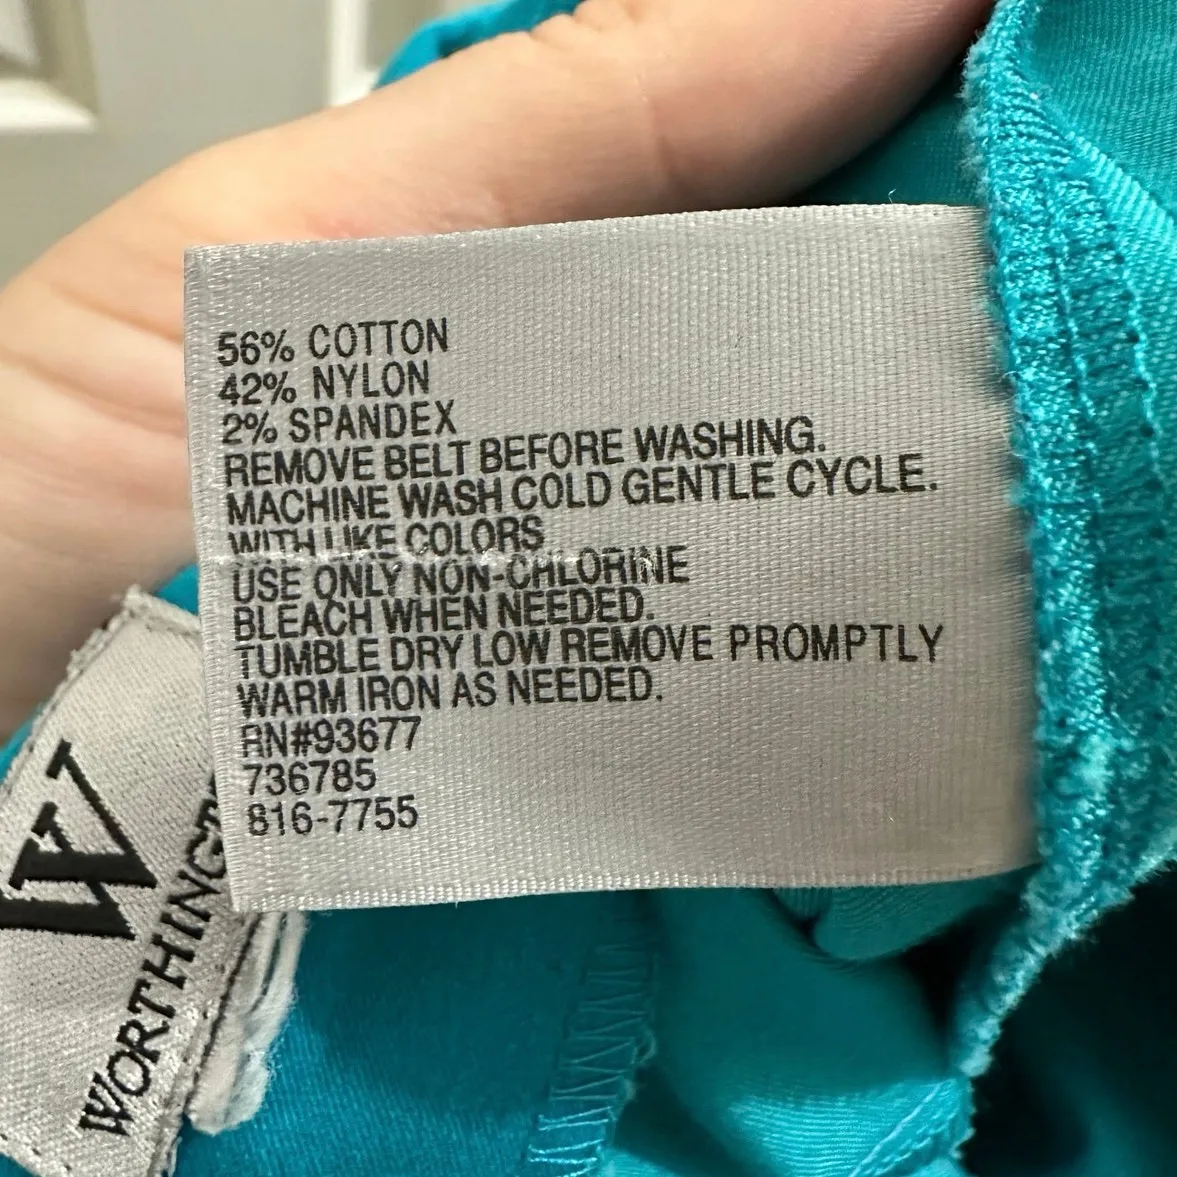 56% COTTON
42% NYLON
2% SPANDEX
REMOVE BELT BEFORE WASHING.
MACHINE WASH COLD GENTLE CYCLE.
WITH LIKE COLORS
USE ONLY NON-CHLORINE
BLEACH WHEN NEEDED.
TUMBLE DRY LOW REMOVE PROMPTLY
WARM IRON AS NEEDED.
RN#93677
736785
816-7755
W
WORTHINGT